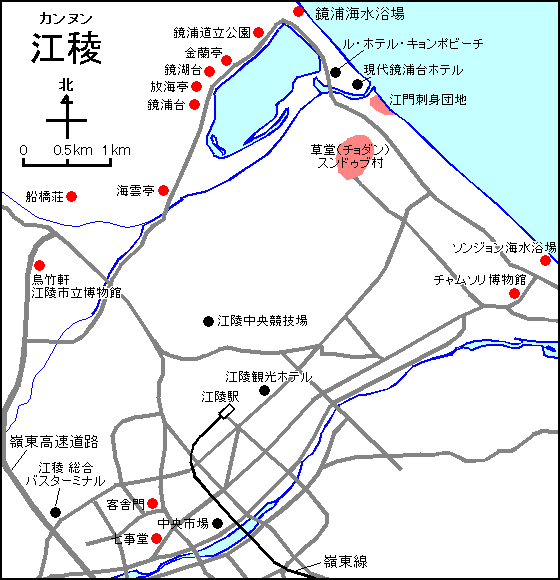 カンヌン
江稜
北
0 0.5km 1km
鏡浦海水浴場
鏡浦道立公園
金蘭亭
鏡湖台
放海亭
鏡浦台
ル・ホテル・キョンポビーチ
現代鏡浦台ホテル
江門刺身団地
草堂(チョダン)
スンドゥブ村
船橋荘
海雲亭
ソンジョン海水浴場
烏竹軒
江陵市立博物館
チャムソリ博物館
江陵中央競技場
江陵観光ホテル
江稜駅
嶺東高速道路
江稜 総合
バスターミナル
客舎門
中央市場
七事堂
嶺東線